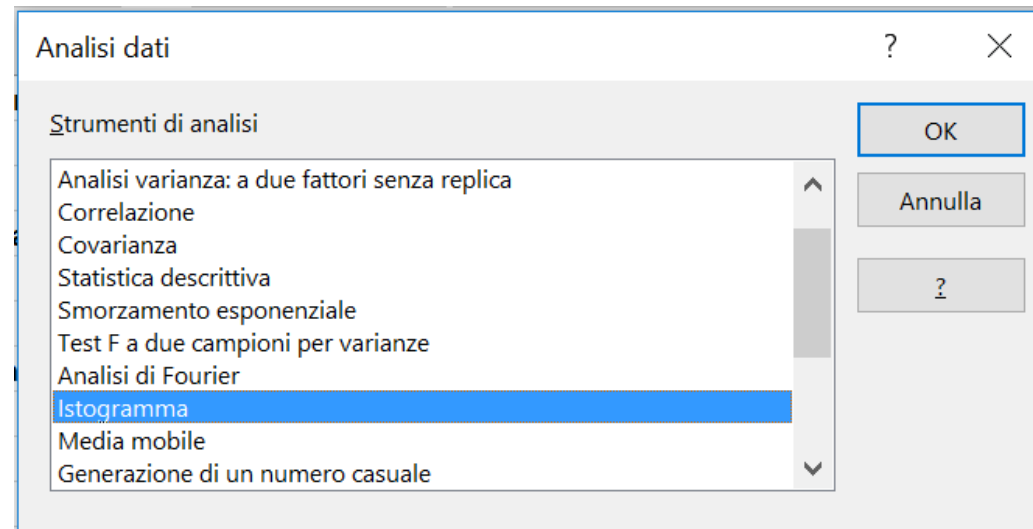 Analisi dati
?
Strumenti di analisi
OK
Analisi varianza: a due fattori senza replica
Correlazione
Annulla
Covarianza
Statistica descrittiva
?
Smorzamento esponenziale
Test F a due campioni per varianze
Analisi di Fourier
Istogramma
Media mobile
Generazione di un numero casuale